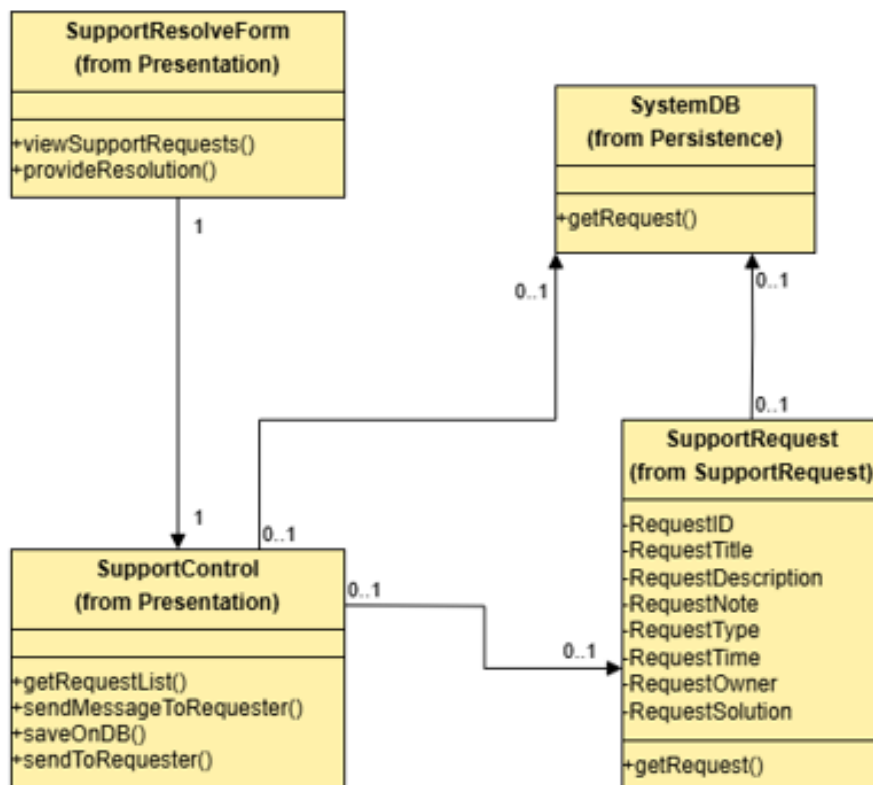 SupportResolveForm
(from Presentation)
+viewSupportRequests()
+provideResolution()
1
1
SystemDB
(from Persistence)
+getRequest()
0..1
0..1
0..1
0..1
SupportControl
(from Presentation)
+getRequestList()
+sendMessageToRequester()
+saveOnDB()
+sendToRequester()
0..1
0..1
SupportRequest
(from SupportRequest)
-RequestID
-RequestTitle
-RequestDescription
-RequestNote
-RequestType
-RequestTime
-RequestOwner
-RequestSolution
+getRequest()